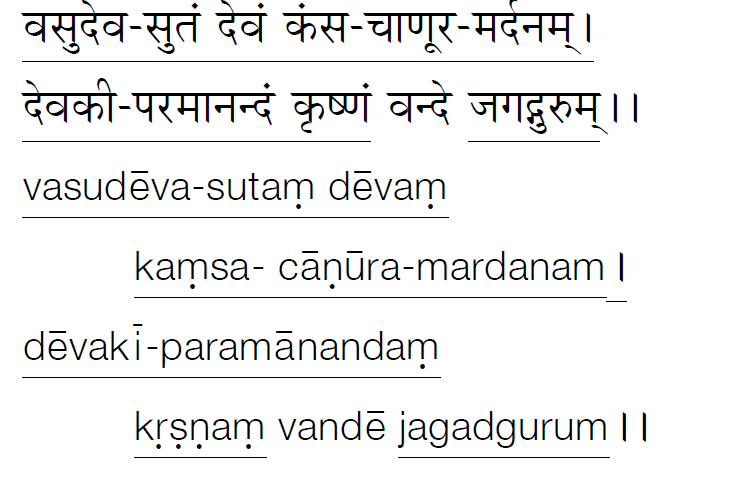 वसुदेव-सुतं देवं कंस-चाणूर-मर्दनम्।
देवकी-परमानन्दं कृष्णं वन्दे जगद्गुरुम्।।
vasudēva-sutaṃ dēvaṃ
kaṃsa- cāṇūra-mardanam।
dēvakī-paramānandaṃ
kṛṣṇaṃ vandē jagadgurum।।